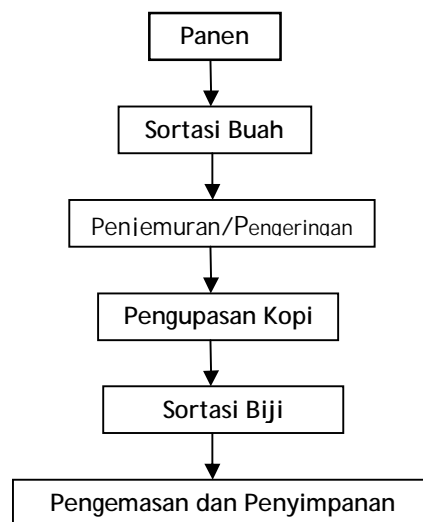 Panen
Sortasi Buah
Penjemuran/Pengeringan
Pengupasan Kopi
Sortasi Biji
Pengemasan dan Penyimpanan